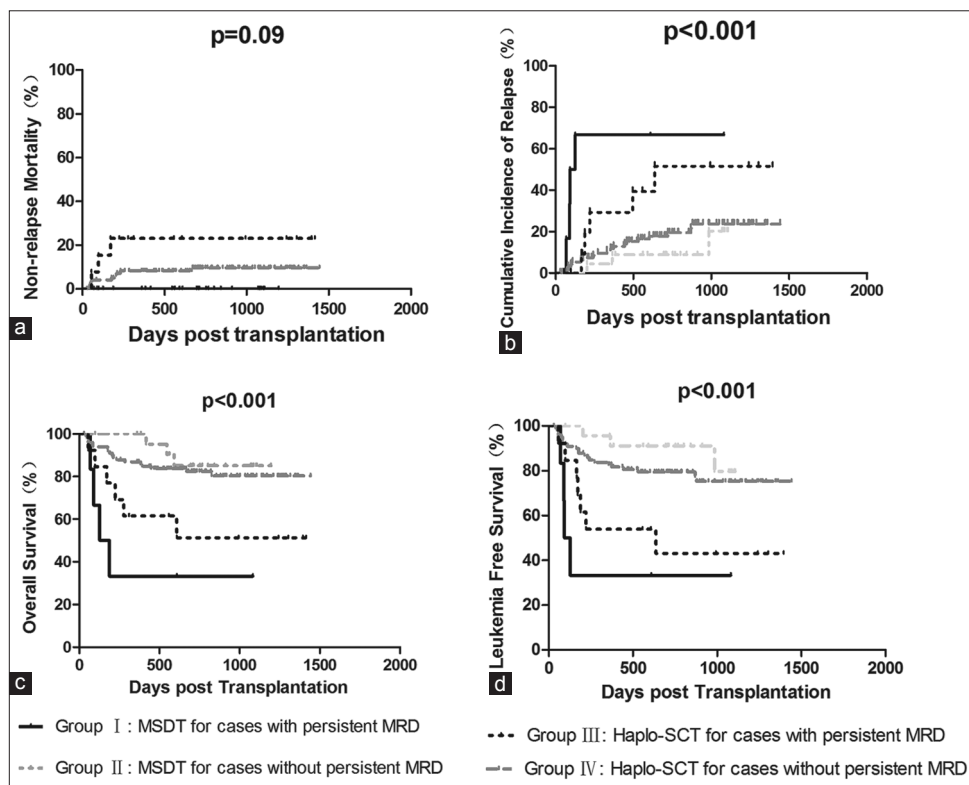 p=0.09
Non-relapse Mortality (%)
100
80
60
40
20
0
0 500 1000 1500 2000
Days post transplantation
a
p<0.001
Cumulative Incidence of Relapse (%)
100
80
60
40
20
0
0 500 1000 1500 2000
Days post transplantation
b
p<0.001
Overall Survival (%)
100
80
60
40
20
0
0 500 1000 1500 2000
Days post Transplantation
c
p<0.001
Leukemia Free Survival (%)
100
80
60
40
20
0
0 500 1000 1500 2000
Days post Transplantation
d
Group Ⅰ: MSDT for cases with persistent MRD
Group Ⅱ: MSDT for cases without persistent MRD
Group Ⅲ: Haplo-SCT for cases with persistent MRD
Group Ⅳ: Haplo-SCT for cases without persistent MRD